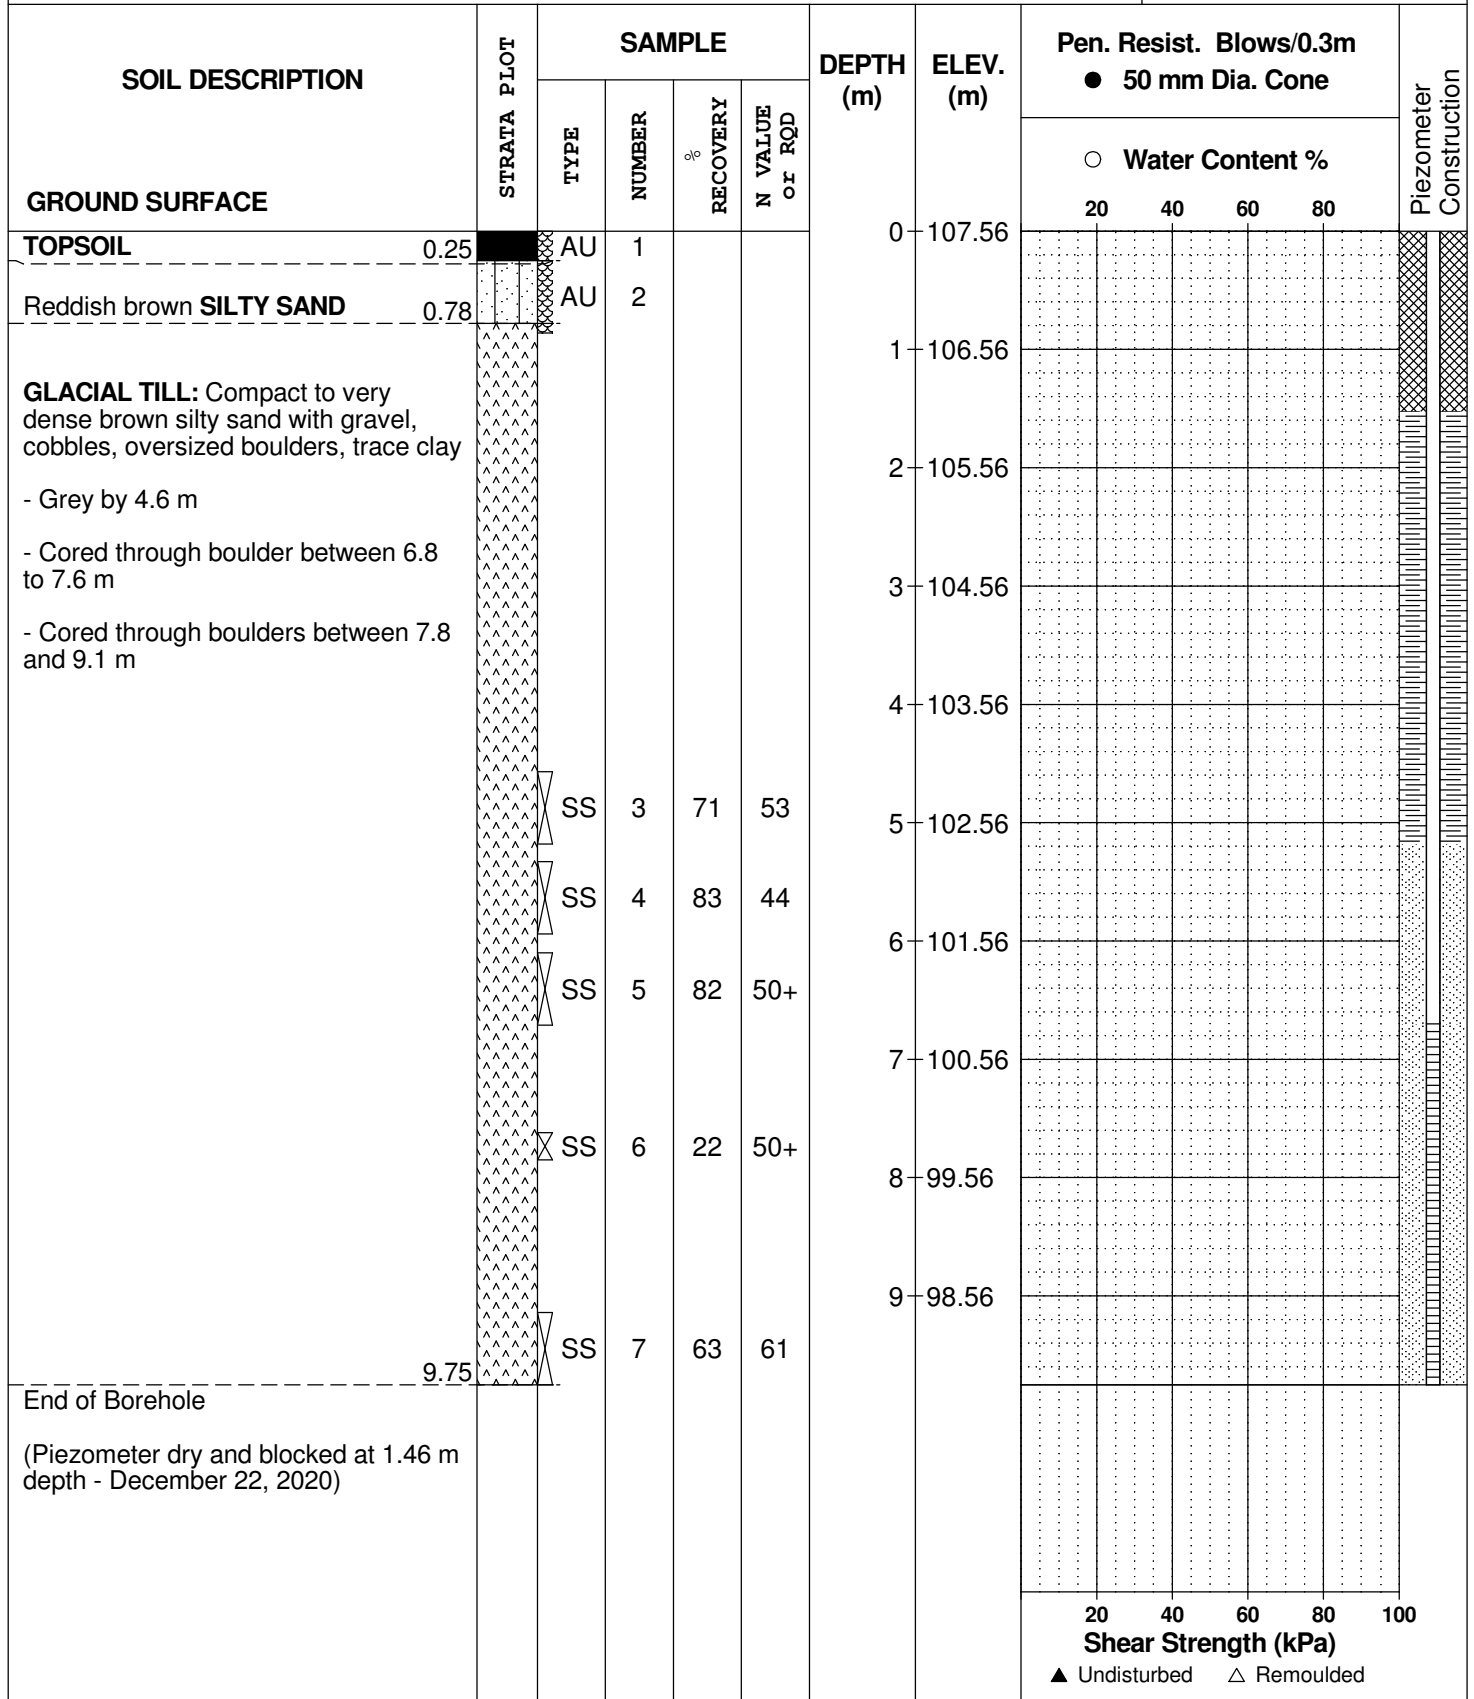 SOIL DESCRIPTION
GROUND SURFACE
STRATA PLOT
SAMPLE
TYPE
NUMBER
%
RECOVERY
N VALUE
or RQD
DEPTH
(m)
ELEV.
(m)
Pen. Resist. Blows/0.3m
● 50 mm Dia. Cone
○ Water Content %
20 40 60 80
Piezometer
Construction
TOPSOIL 0.25
AU 1
0 107.56
Reddish brown SILTY SAND 0.78
AU 2
1 106.56
GLACIAL TILL: Compact to very
dense brown silty sand with gravel,
cobbles, oversized boulders, trace clay
2 105.56
- Grey by 4.6 m
- Cored through boulder between 6.8
to 7.6 m
3 104.56
- Cored through boulders between 7.8
and 9.1 m
4 103.56
SS 3 71 53
5 102.56
SS 4 83 44
6 101.56
SS 5 82 50+
7 100.56
SS 6 22 50+
8 99.56
9 98.56
SS 7 63 61
9.75
End of Borehole
(Piezometer dry and blocked at 1.46 m
depth - December 22, 2020)
20 40 60 80 100
Shear Strength (kPa)
▲ Undisturbed △ Remoulded